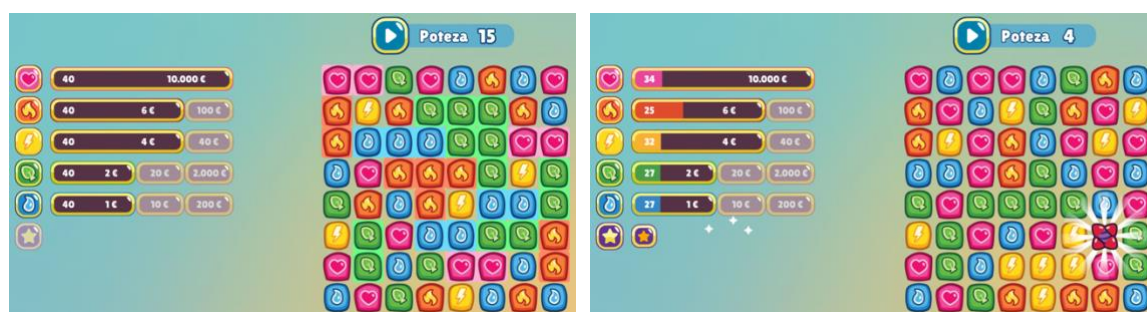 Poteza 15
40 10.000 €
40 6 € 100 €
40 4 € 40 €
40 2 € 20 € 2.000 €
40 1 € 10 € 200 €
Poteza 4
34 10.000 €
25 6 € 100 €
32 4 € 40 €
27 2 € 20 € 2.000 €
27 1 € 10 € 200 €